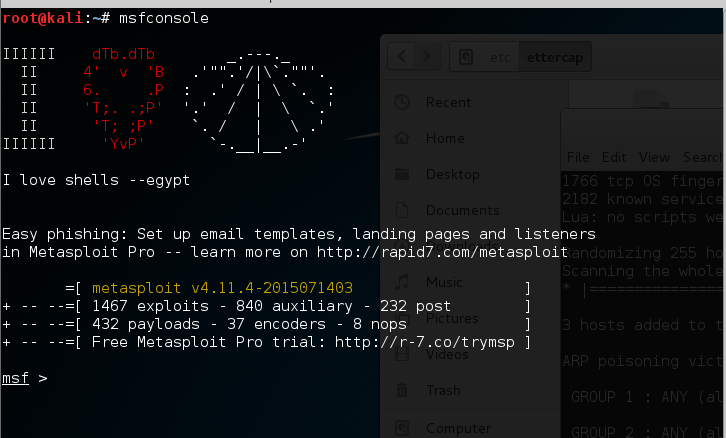 root@kali:~# msfconsole
IIIIII    dTb.dTb        _.---._
  II     4'  v  'B   .'"".'/|\`.""'.
  II     6.     .P  :  .' / | \ `.  :
  II     'T;. .;P'  '.'  /  |  \  `.'
  II      'T; ;P'    `. /   |   \ .'
IIIIII     'YvP'       `-.__|__.-'
I love shells --egypt
Easy phishing: Set up email templates, landing pages and listeners
in Metasploit Pro -- learn more on http://rapid7.com/metasploit
       =[ metasploit v4.11.4-2015071403                   ]
+ -- --=[ 1467 exploits - 840 auxiliary - 232 post        ]
+ -- --=[ 432 payloads - 37 encoders - 8 nops             ]
+ -- --=[ Free Metasploit Pro trial: http://r-7.co/trymsp ]
msf >
etc
ettercap
Recent
Home
Desktop
Documents
Music
Pictures
Videos
Trash
Computer
File Edit View Search
1766 tcp OS finger
2182 known service
Lua: no scripts we
Randomizing 255 ho
Scanning the whole
* |==============
3 hosts added to t
ARP poisoning vict
GROUP 1 : ANY (al
GROUP 2 : ANY (al